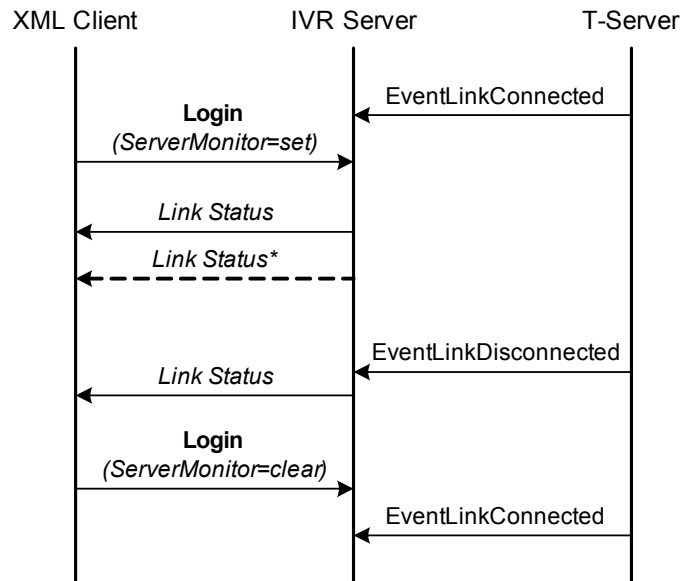 XML Client
IVR Server
T-Server
EventLinkConnected
Login
(ServerMonitor=set)
Link Status
Link Status*
EventLinkDisconnected
Link Status
Login
(ServerMonitor=clear)
EventLinkConnected